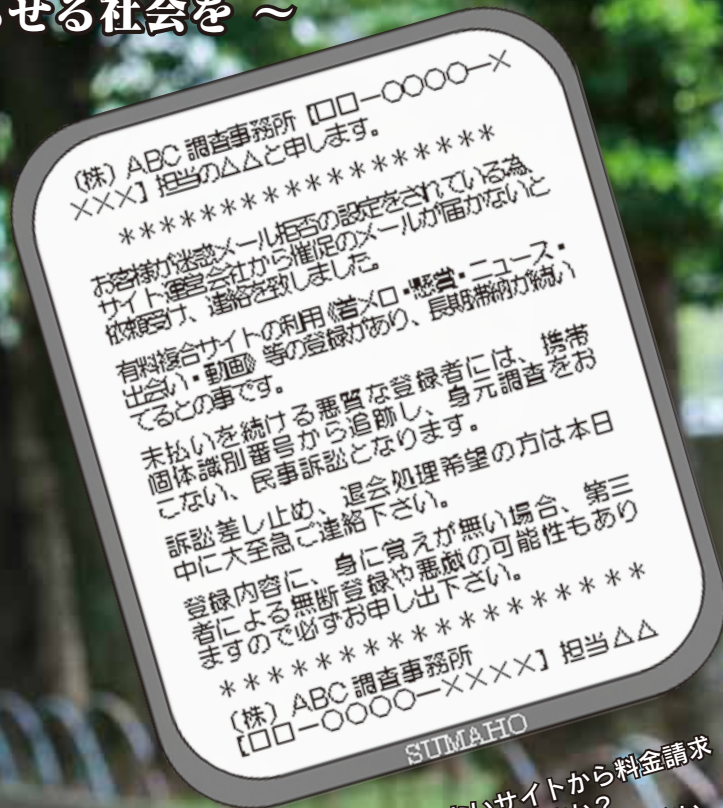 せる社会を ～
（株）ABC調査事務所【□□ー○○○○ー×
×××】担当の△△と申します。
＊＊＊＊＊＊＊＊＊＊＊＊＊＊＊＊＊＊＊
お客様が迷惑メール拒否の設定をされている為、
サイト運営会社から催促のメールが届かないと
依頼受け、連絡を致しました。
有料複合サイトの利用《着メロ・懸賞・ニュース・
出会い・動画》等の登録があり、長期滞納が続い
てるとの事です。
未払いを続ける悪質な登録者には、携帯
個体識別番号から追跡し、身元調査をお
こない、民事訴訟となります。
訴訟差し止め、退会処理希望の方は本日
中に大至急ご連絡下さい。
登録内容に、身に覚えが無い場合、第三
者による無断登録や悪戯の可能性もあり
ますので必ずお申し出下さい。
＊＊＊＊＊＊＊＊＊＊＊＊＊＊＊＊＊＊
（株）ABC調査事務所
【□□ー○○○○ー××××】担当△△
SUMAHO
いサイトから料金請求
か？